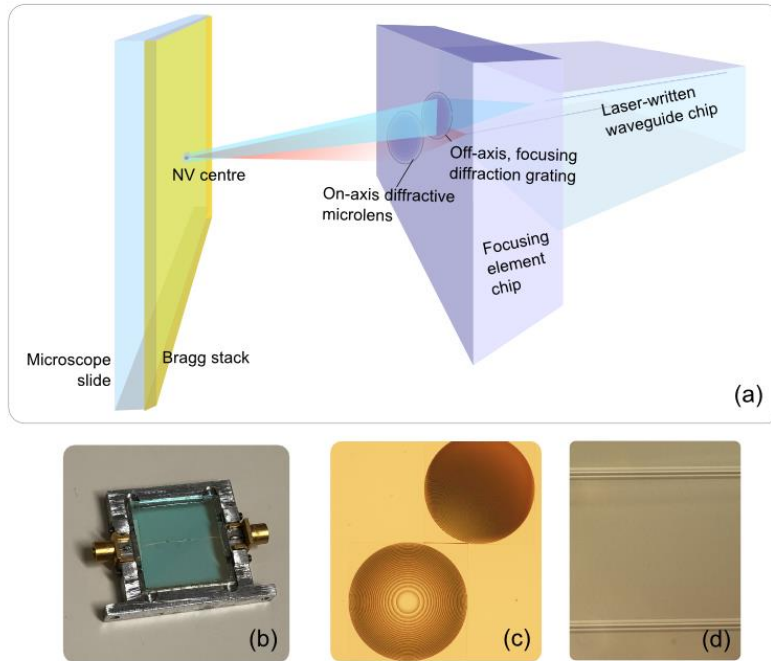 Laser-written
waveguide chip
NV centre
Off-axis, focusing
diffraction grating
On-axis diffractive
microlens
Focusing
element
chip
Microscope
slide
Bragg stack
(a)
(b)
(c)
(d)